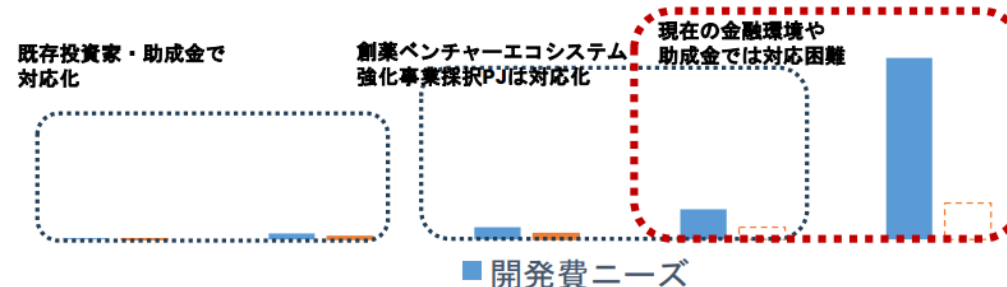 既存投資家・助成金で
対応化
創薬ベンチャーエコシステム
強化事業採択PJは対応化
現在の金融環境や
助成金では対応困難
開発費ニーズ